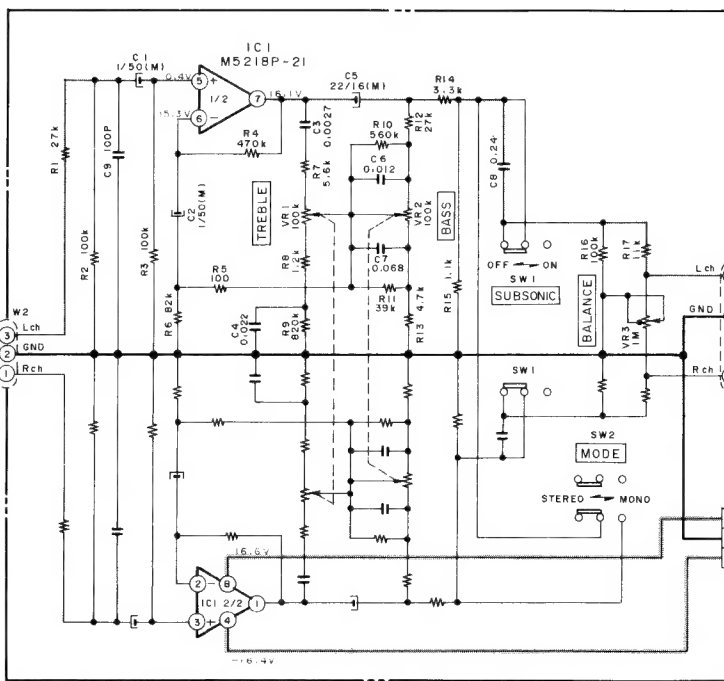 IC1
M5218P-21
C1
1/50(M)
0.4V
5
+
1/2
7
16.1V
6
-
15.3V
C5
22/16(M)
R14
3.3k
R1 27k
C9 100P
R4
470k
C3
0.0027
R10
560k
R12
27k
C6
0.012
R7
5.6k
C8 0.24
C2
1/50(M)
TREBLE
VR1
100k
VR2
100k
BASS
R2 100k
R3 100k
R8
1.2k
C7
0.068
OFF ON
SW1
SUBSONIC
R16
100k
R17
1k
R5
100
R11
39k
R15 1.1k
BALANCE
VR3
1M
Lch
GND
Rch
W2
3 Lch
2 GND
1 Rch
R6 82k
C4
0.022
R9
820k
R13 4.7k
SW1
SW2
MODE
STEREO MONO
16.6V
2
-
8
IC1 2/2
1
3
+
4
-16.4V